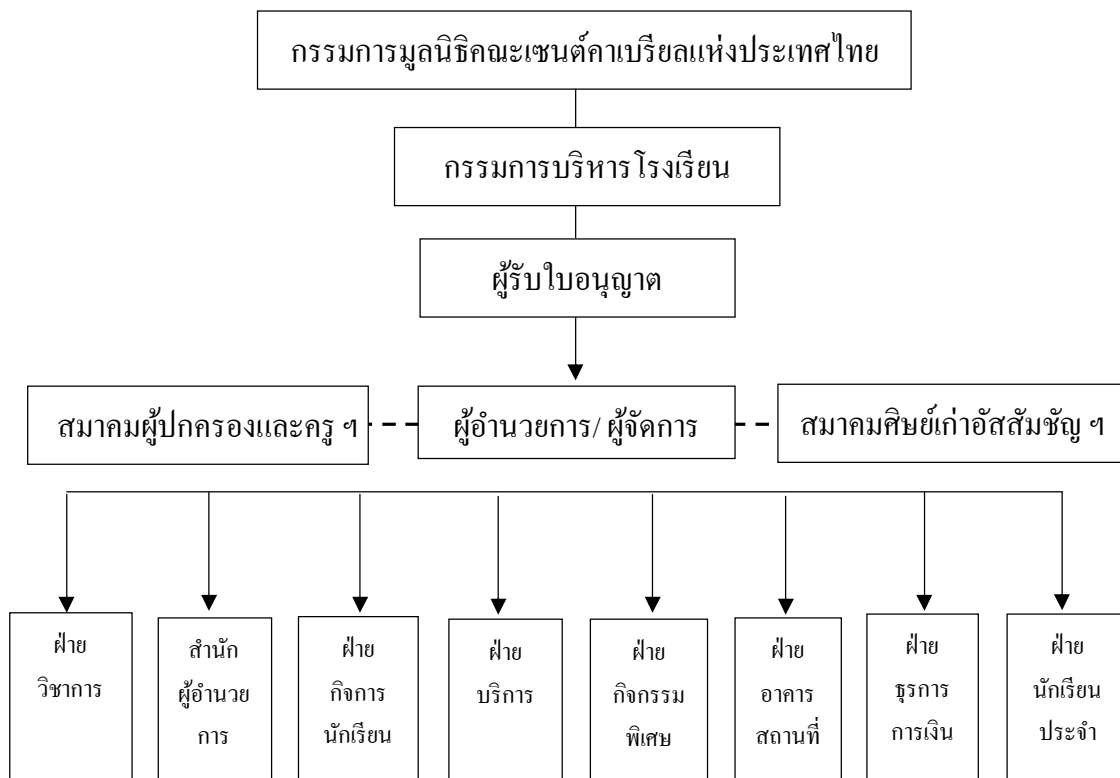 กรรมการมูลนิธิคณะเซนต์คาเบรียลแห่งประเทศไทย
กรรมการบริหารโรงเรียน
ผู้รับใบอนุญาต
สมาคมผู้ปกครองและครู ฯ
ผู้อำนวยการ/ ผู้จัดการ
สมาคมศิษย์เก่าอัสสัมชัญ ฯ
ฝ่าย
วิชาการ
สำนัก
ผู้อำนวย
การ
ฝ่าย
กิจการ
นักเรียน
ฝ่าย
บริการ
ฝ่าย
กิจกรรม
พิเศษ
ฝ่าย
อาคาร
สถานที่
ฝ่าย
ธุรการ
การเงิน
ฝ่าย
นักเรียน
ประจำ